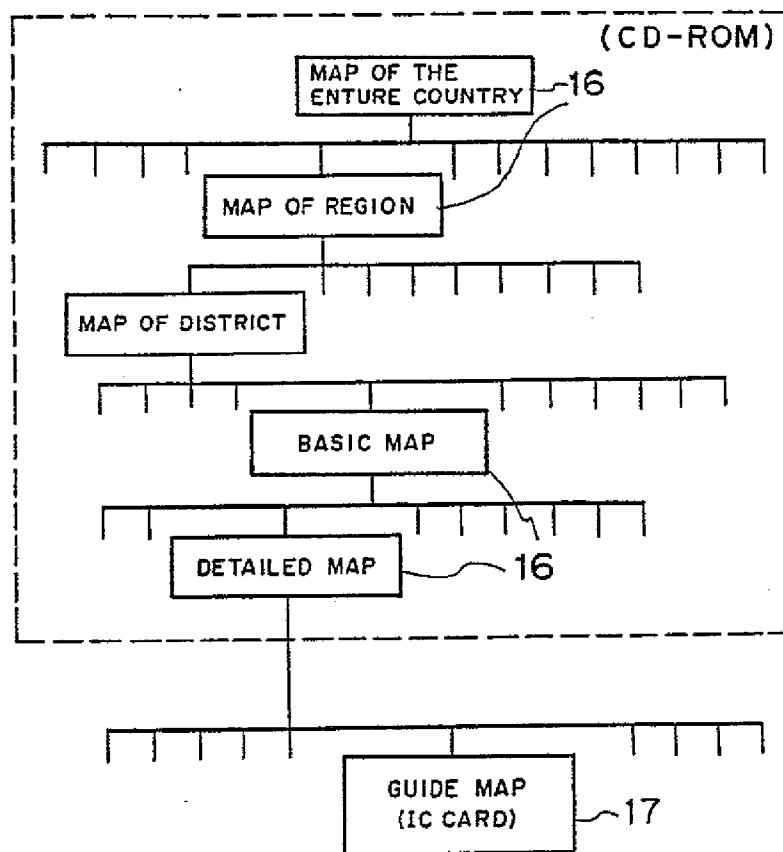 (CD-ROM)
MAP OF THE
ENTURE COUNTRY
16
MAP OF REGION
MAP OF DISTRICT
BASIC MAP
DETAILED MAP
16
GUIDE MAP
(IC CARD)
17